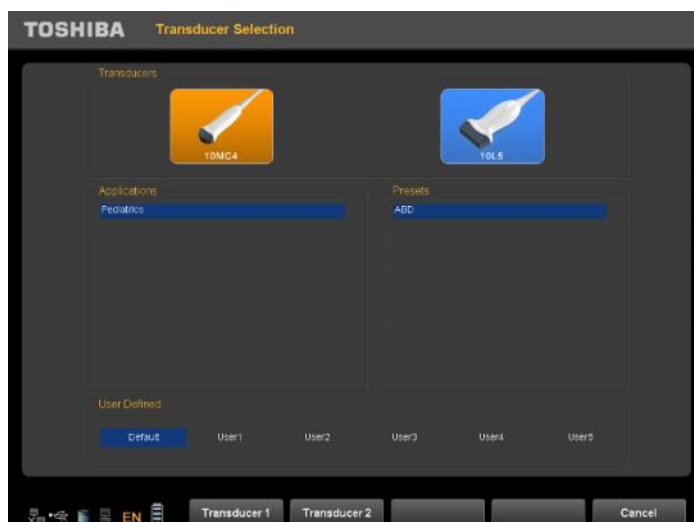 TOSHIBA Transducer Selection
Transducers
10MC4 10L5
Applications Presets
Pediatrics ABD
User Defined
Default User1 User2 User3 User4 User5
EN Transducer 1 Transducer 2 Cancel